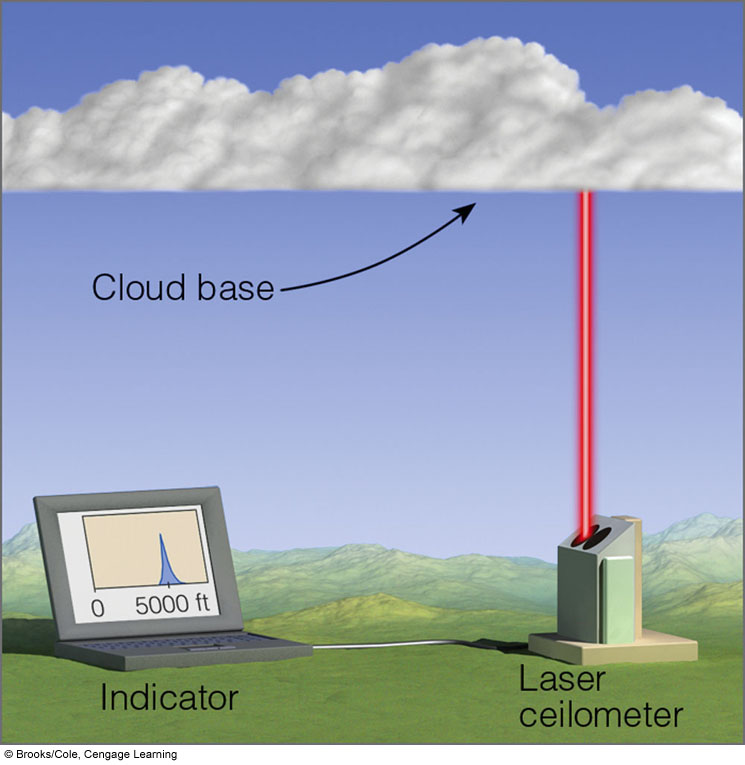 Cloud base
0 5000 ft
Indicator
Laser
ceilometer
© Brooks/Cole, Cengage Learning